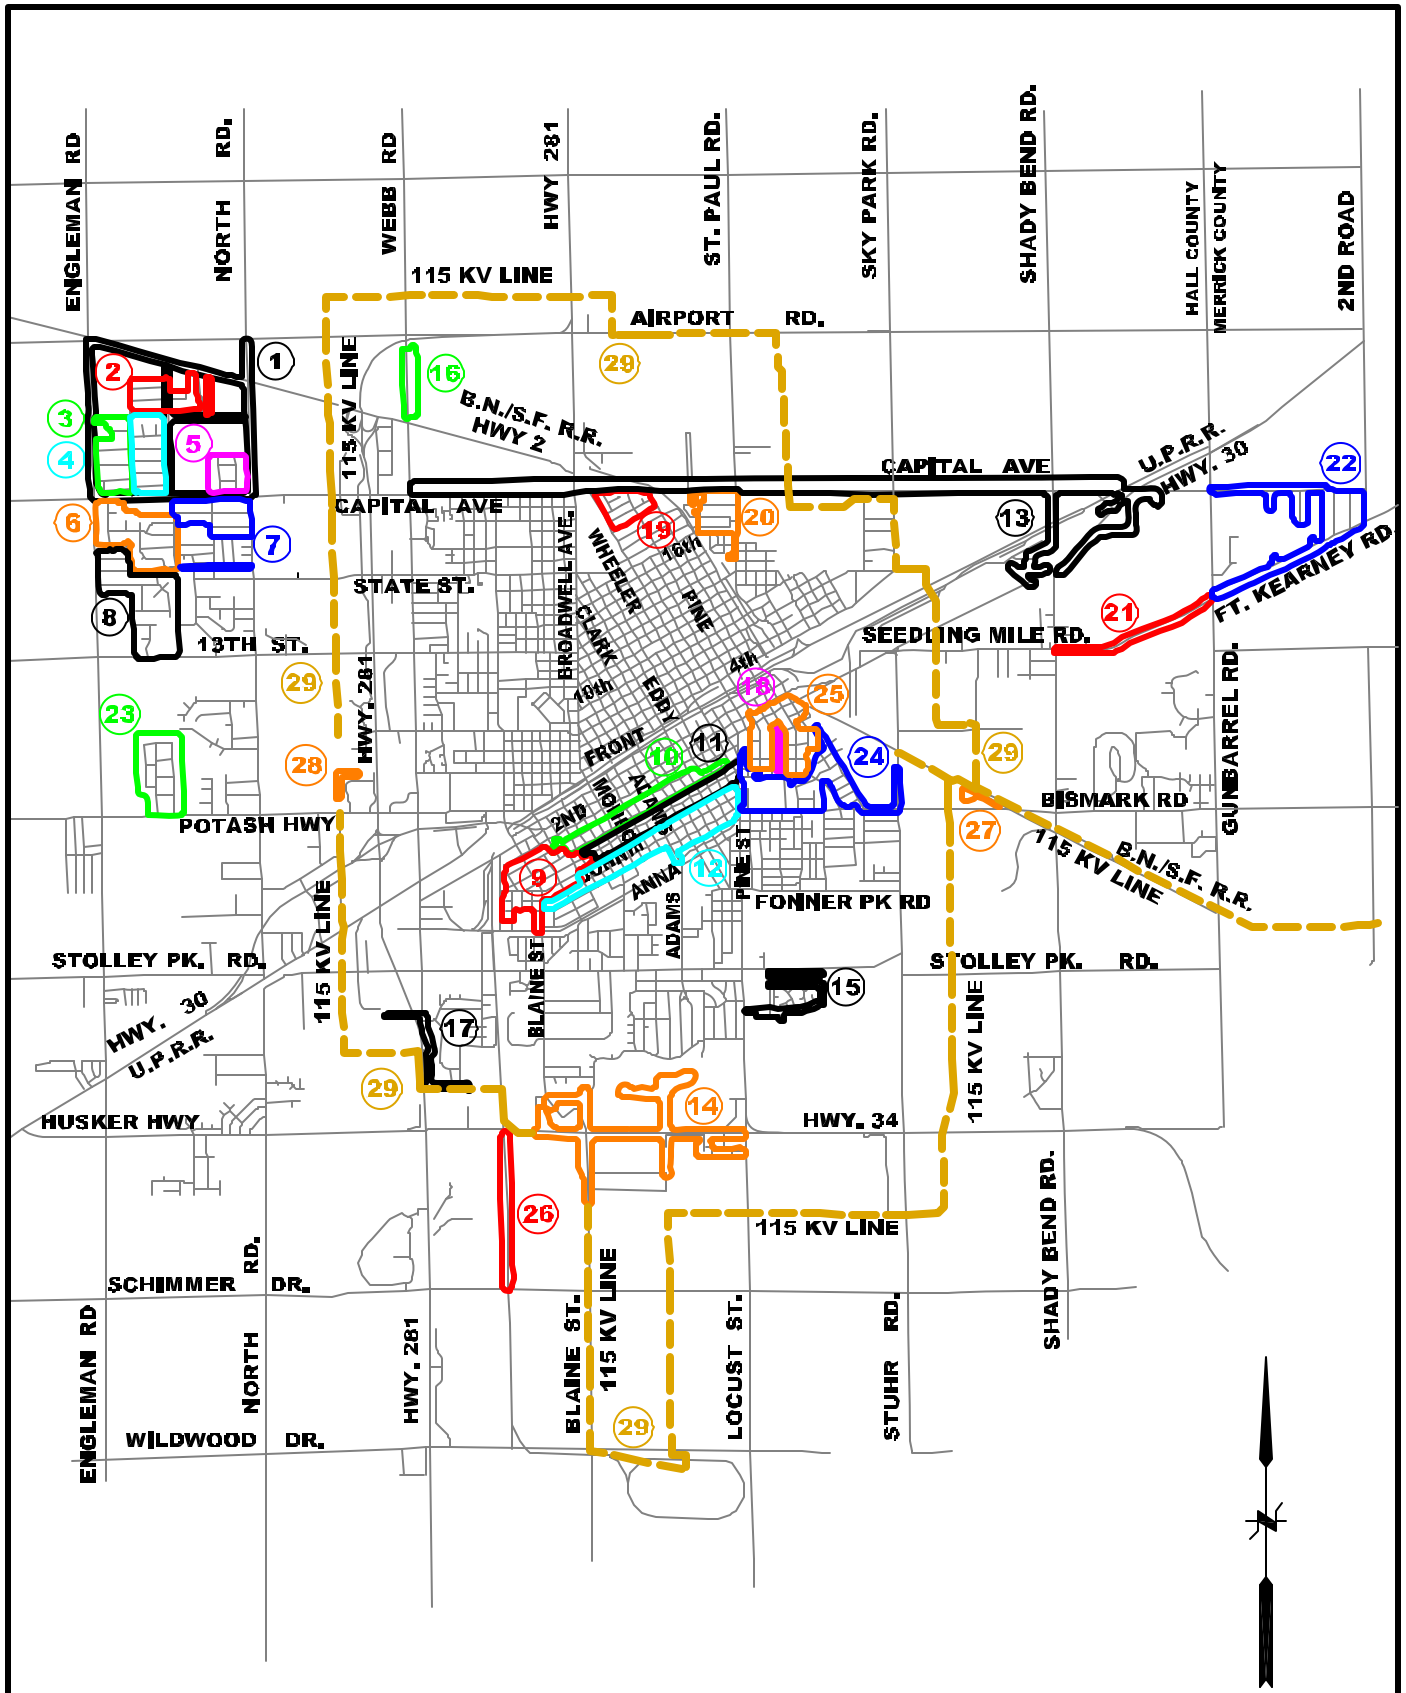 ENGLEMAN RD
NORTH RD.
WEBB RD
HWY 281
ST. PAUL RD.
SKY PARK RD.
SHADY BEND RD.
HALL COUNTY
MERRICK COUNTY
2ND ROAD
115 KV LINE
AIRPORT RD.
1
2
115 KV LINE
16
29
3
B.N./S.F. R.R.
HWY 2
5
4
CAPITAL AVE
U.P.R.R.
HWY. 30
22
CAPITAL AVE
6
7
19
20
13
16th
WHEELER
BROADWELL AVE.
STATE ST.
PINE
FT. KEARNEY RD.
8
CLARK
21
13TH ST.
SEEDLING MILE RD.
4th
29
HWY. 281
10th
EDDY
18
25
GUNBARREL RD.
23
FRONT
10
11
24
29
28
ADAMS
BISMARK RD
POTASH HWY
2ND
27
PINE ST
115 KV LINE
B.N./S.F. R.R.
9
12
ANNA
FONNER PK RD
115 KV LINE
ADAMS
STOLLEY PK. RD.
BLAINE ST
STOLLEY PK. RD.
15
HWY. 30
U.P.R.R.
17
115 KV LINE
29
14
HUSKER HWY
HWY. 34
SHADY BEND RD.
26
115 KV LINE
SCHIMMER DR.
115 KV LINE
ENGLEMAN RD
NORTH RD.
HWY. 281
BLAINE ST.
LOCUST ST.
STUHR RD.
29
WILDWOOD DR.